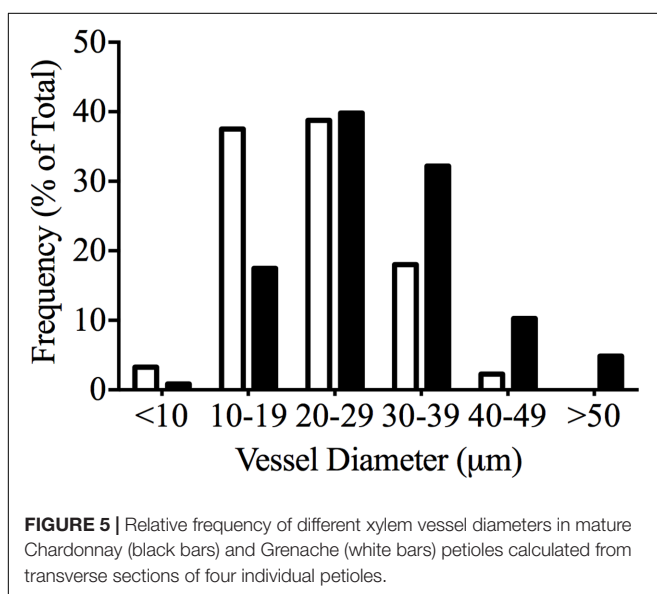 50
40
30
20
10
0
Frequency (% of Total)
<10 10-19 20-29 30-39 40-49 >50
Vessel Diameter (μm)
FIGURE 5 | Relative frequency of different xylem vessel diameters in mature
Chardonnay (black bars) and Grenache (white bars) petioles calculated from
transverse sections of four individual petioles.